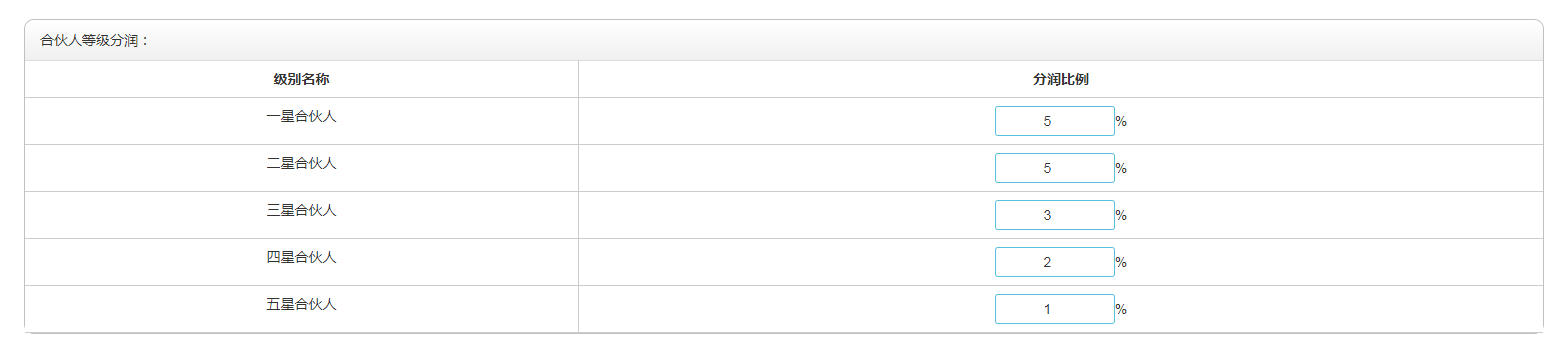 合伙人等级分润：
级别名称 分润比例
一星合伙人 5%
二星合伙人 5%
三星合伙人 3%
四星合伙人 2%
五星合伙人 1%